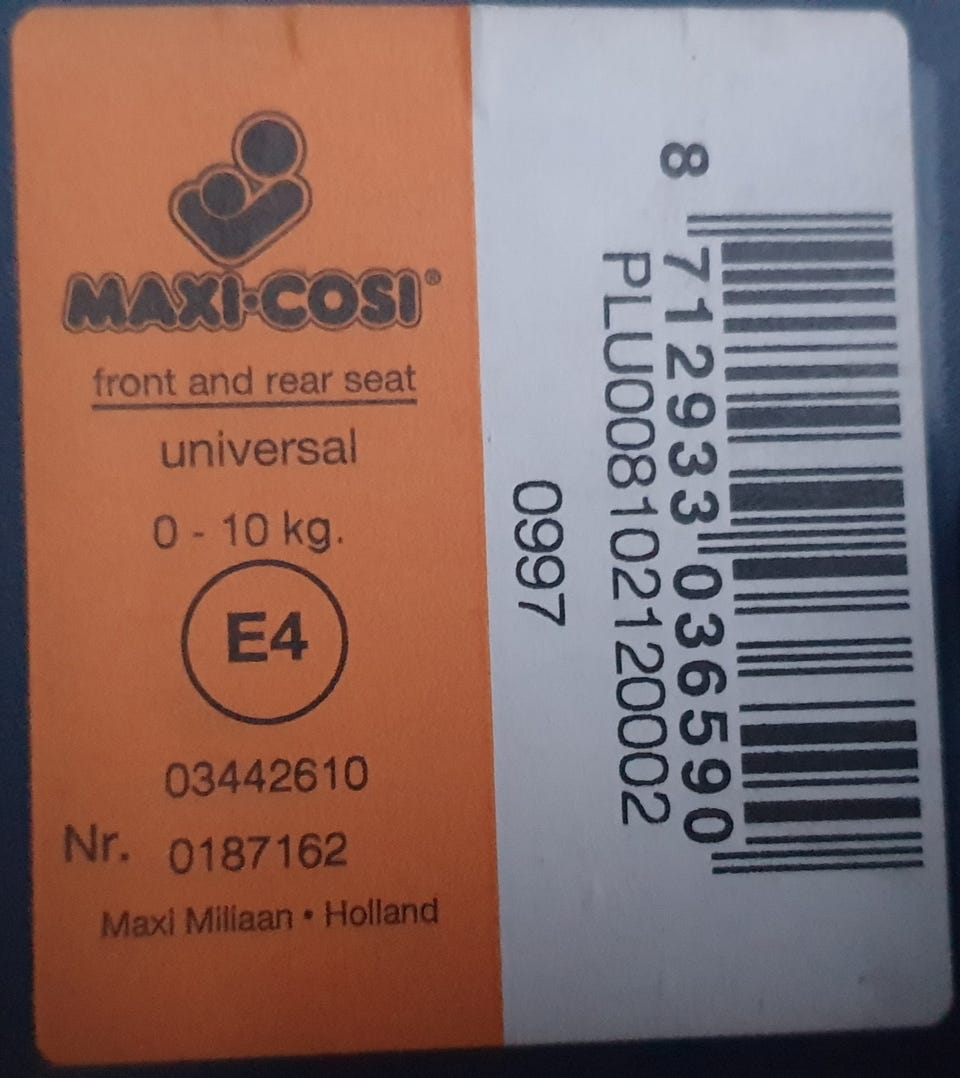 MAXI-COSI®
front and rear seat
universal
0 - 10 kg.
E4
03442610
Nr. 0187162
Maxi Miliaan • Holland
8 712933 036590
PLU008102120002
0997